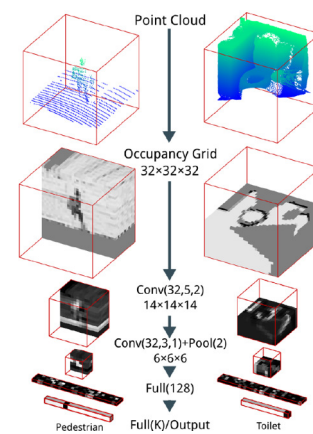 Point Cloud
Occupancy Grid
32×32×32
Conv(32,5,2)
14×14×14
Conv(32,3,1)+Pool(2)
6×6×6
Full(128)
Pedestrian
Full(K)/Output
Toilet